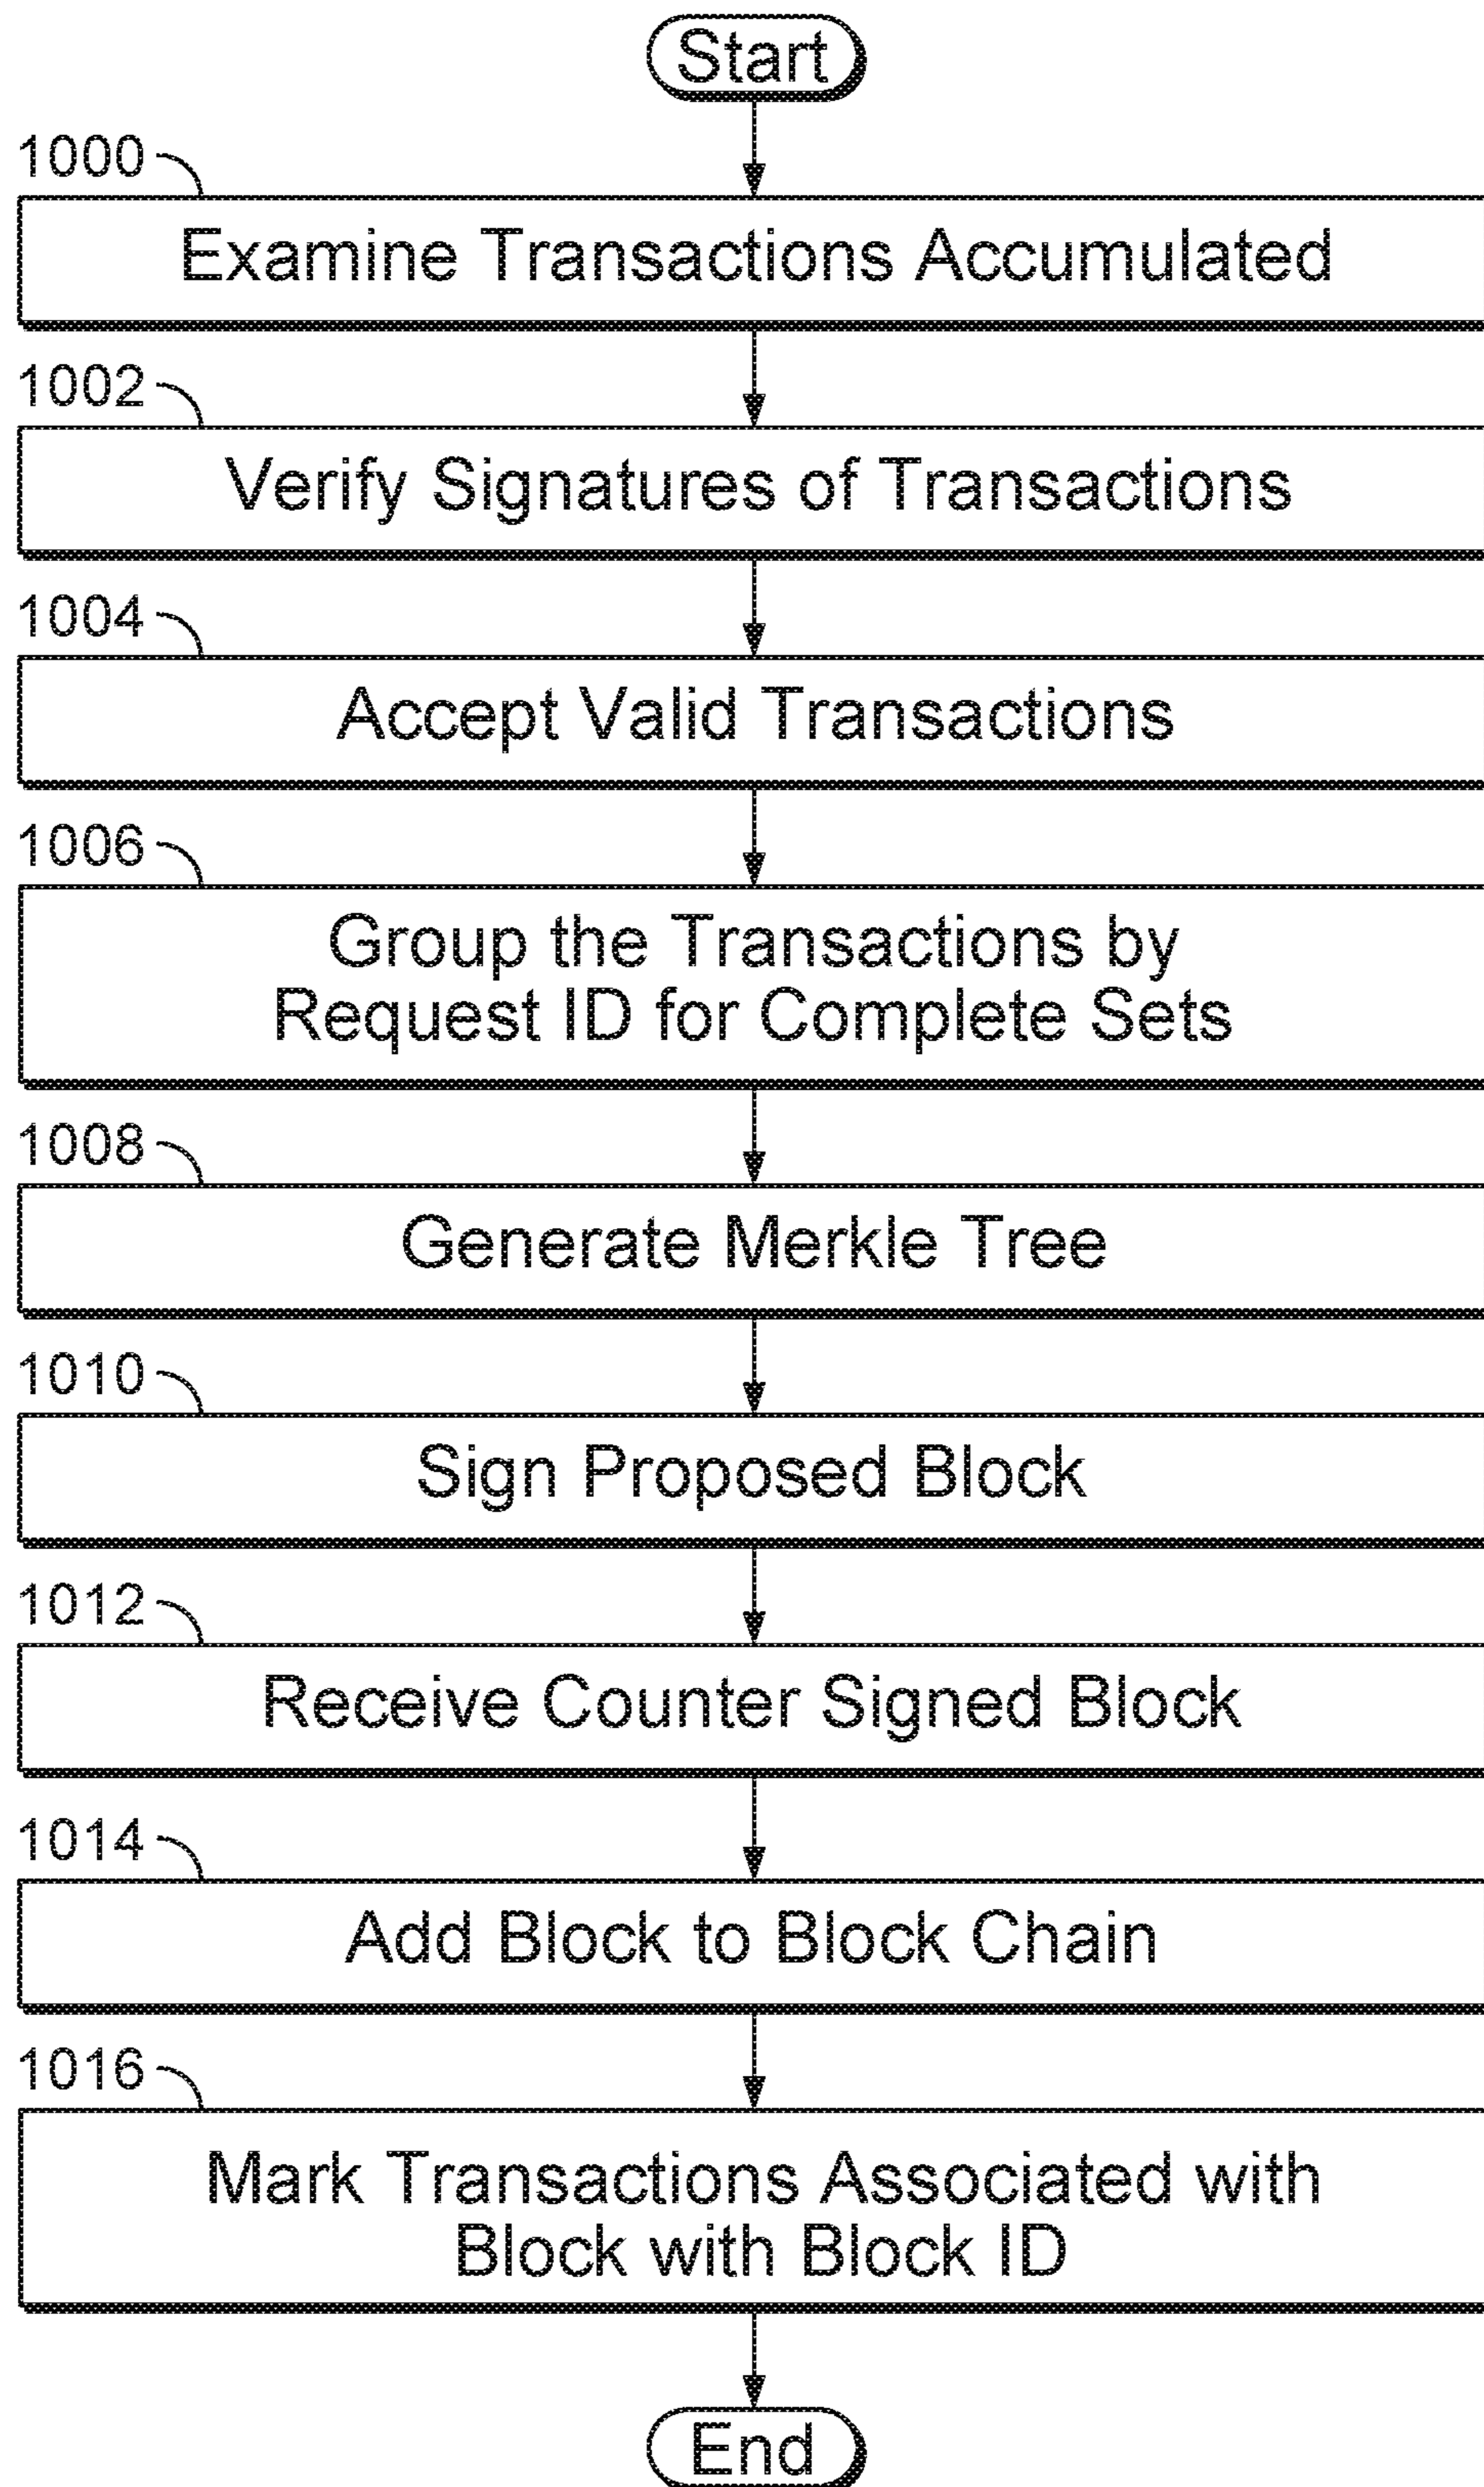 Start
1000
Examine Transactions Accumulated
1002
Verify Signatures of Transactions
1004
Accept Valid Transactions
1006
Group the Transactions by
Request ID for Complete Sets
1008
Generate Merkle Tree
1010
Sign Proposed Block
1012
Receive Counter Signed Block
1014
Add Block to Block Chain
1016
Mark Transactions Associated with
Block with Block ID
End